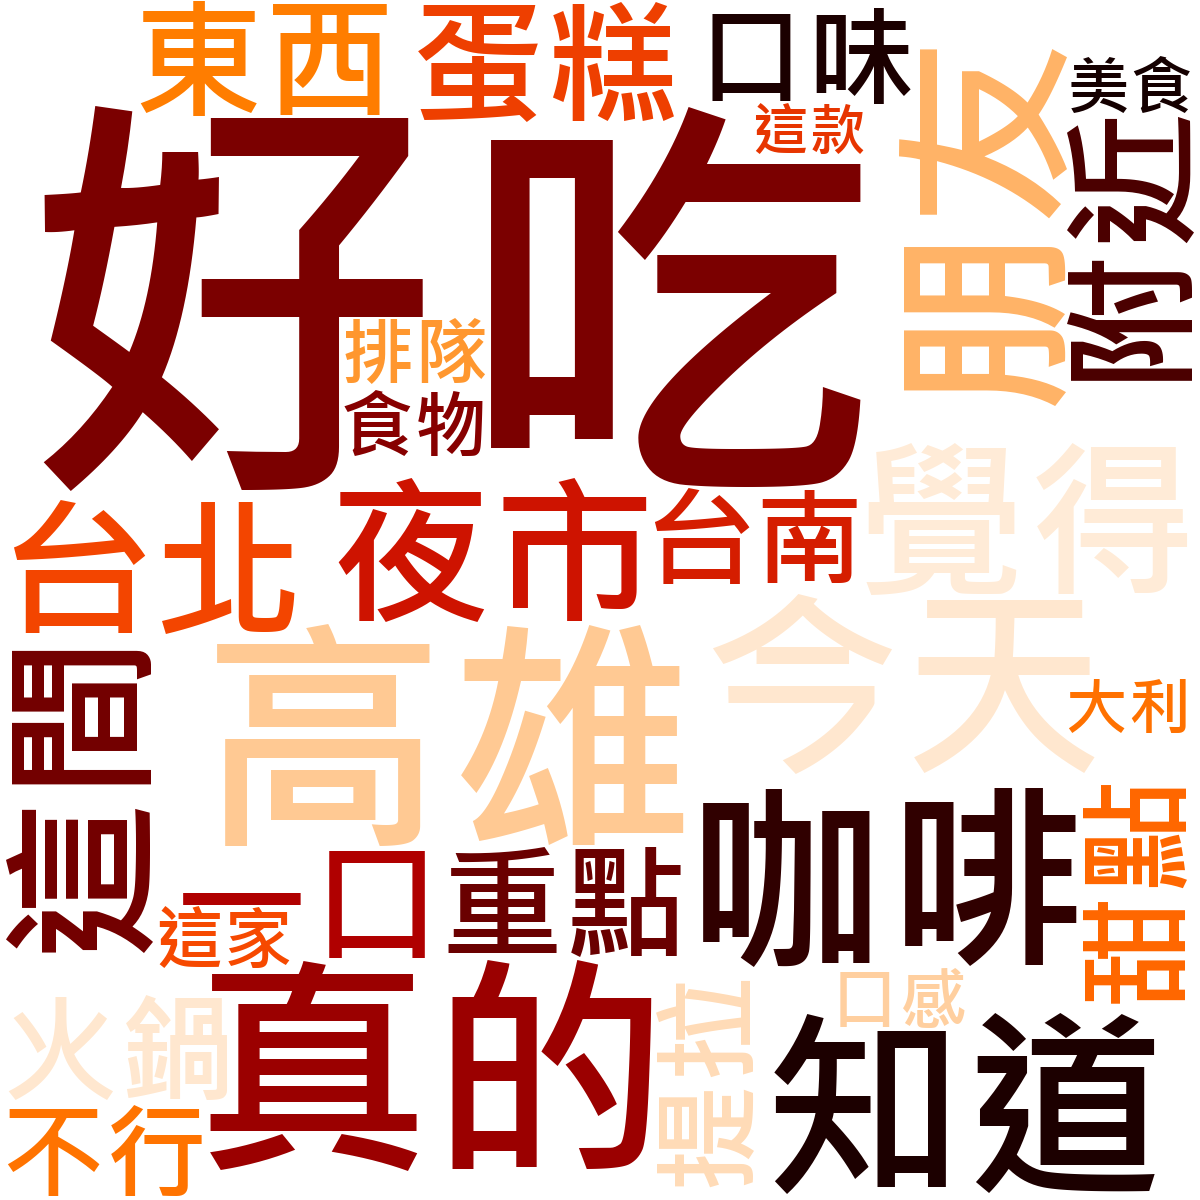 東西
蛋糕
口味
美食
這款
好吃
朋友
附近
排隊
食物
覺得
台北
夜市
台南
高雄
今天
這間
大利
咖啡
甜點
一口
重點
這家
真的
口感
提拉
火鍋
知道
不行